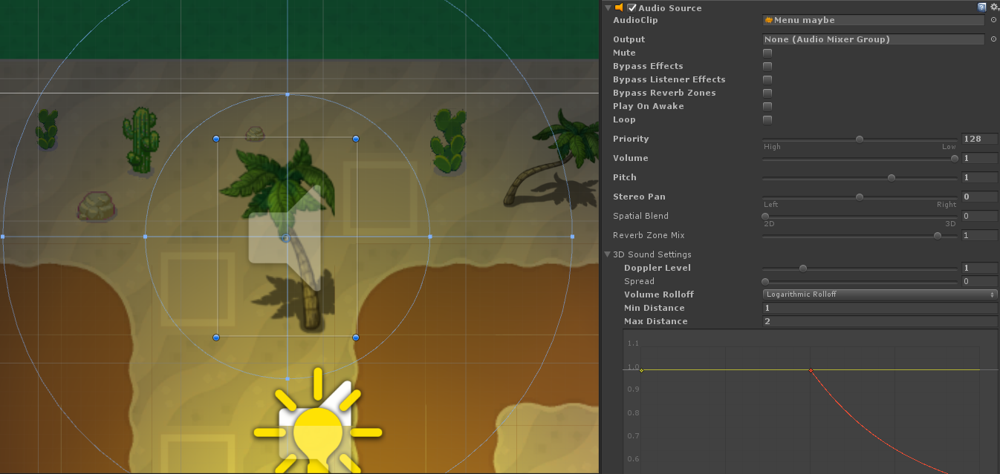 Audio Source
AudioClip Menu maybe
Output None (Audio Mixer Group)
Mute
Bypass Effects
Bypass Listener Effects
Bypass Reverb Zones
Play On Awake
Loop
Priority 128
High Low
Volume 1
Pitch 1
Stereo Pan 0
Left Right
Spatial Blend 0
2D 3D
Reverb Zone Mix 1
3D Sound Settings
Doppler Level 1
Spread 0
Volume Rolloff Logarithmic Rolloff
Min Distance 1
Max Distance 2
1.1
1.0
0.9
0.8
0.7
0.6